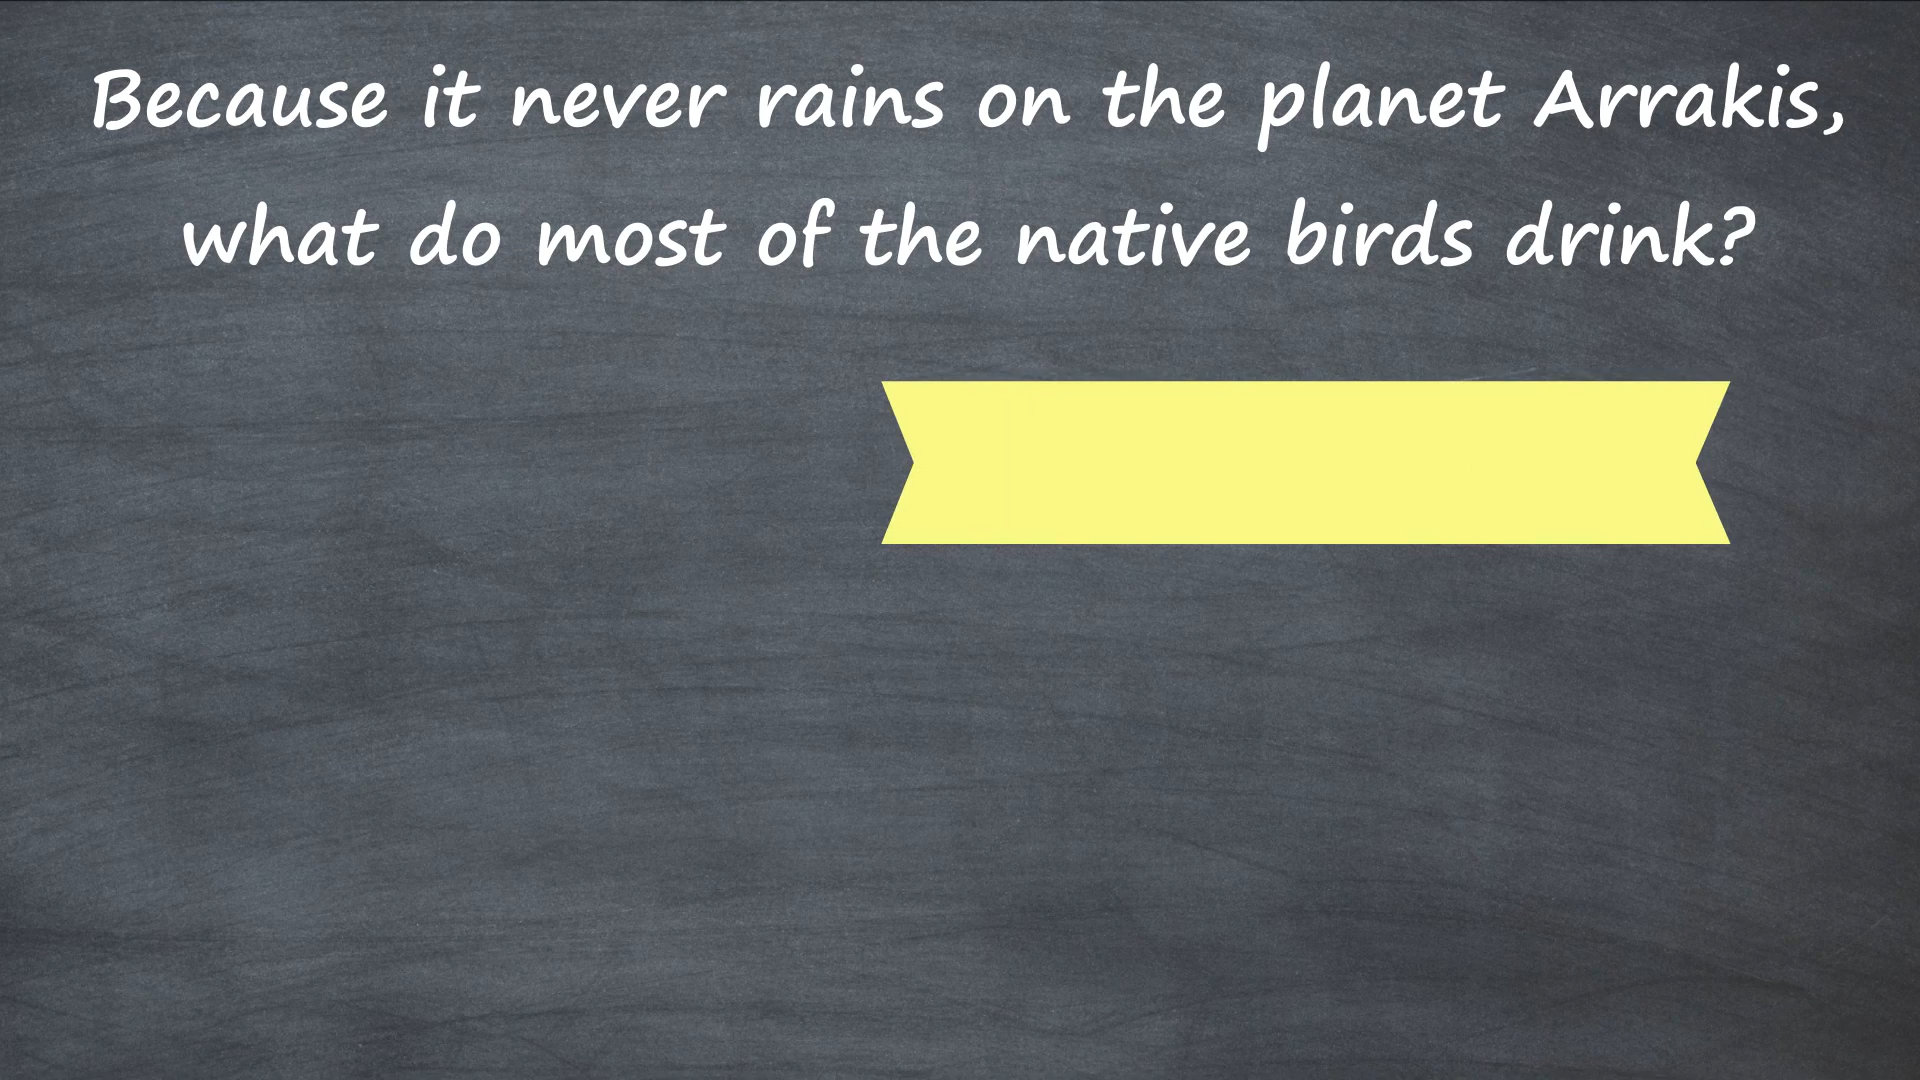 Because it never rains on the planet Arrakis,
what do most of the native birds drink?